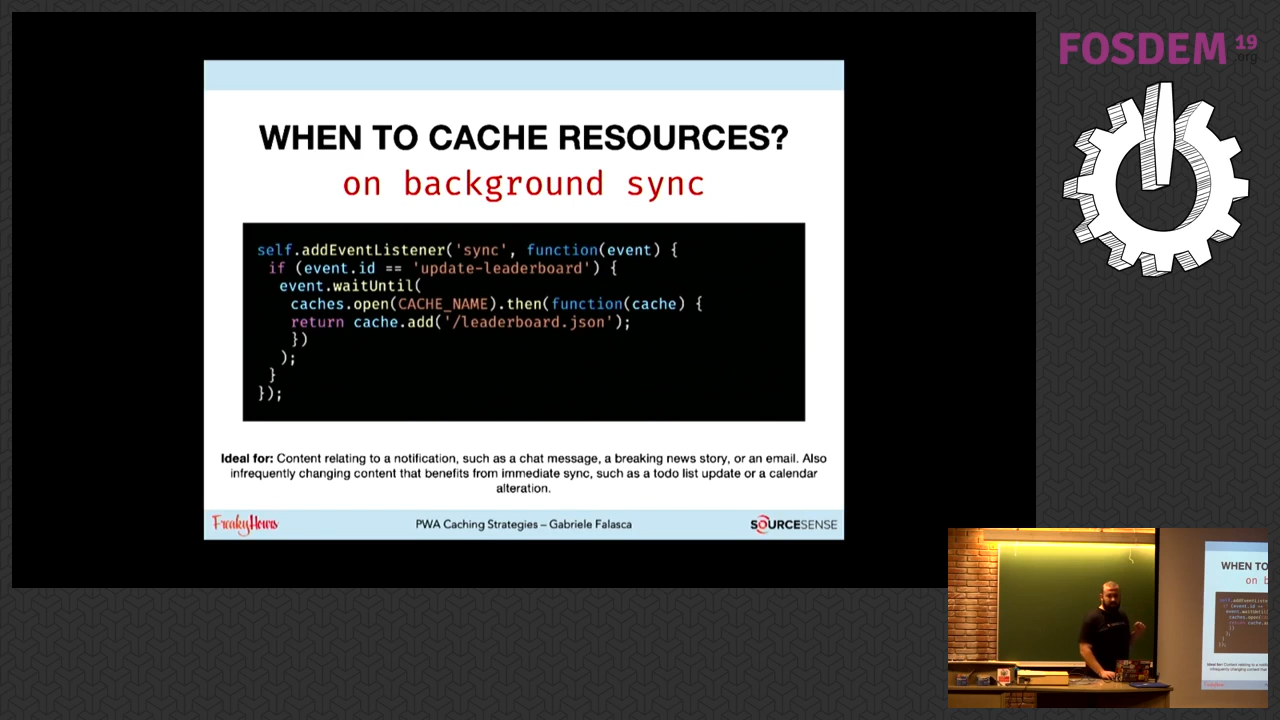 FOSDEM 19
.org
WHEN TO CACHE RESOURCES?
on background sync
self.addEventListener('sync', function(event) {
if (event.id == 'update-leaderboard') {
event.waitUntil(
caches.open(CACHE_NAME).then(function(cache) {
return cache.add('/leaderboard.json');
})
);
}
});
Ideal for: Content relating to a notification, such as a chat message, a breaking news story, or an email. Also
infrequently changing content that benefits from immediate sync, such as a todo list update or a calendar
alteration.
FreakyHours
PWA Caching Strategies – Gabriele Falasca
SOURCESENSE
WHEN TO
on b